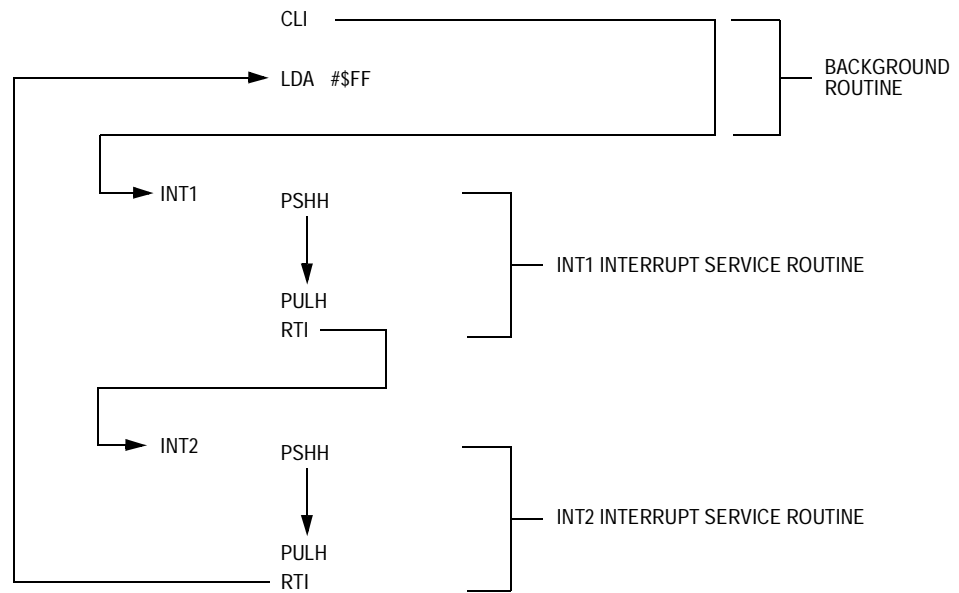 CLI
LDA #$FF
BACKGROUND
ROUTINE
INT1
PSHH
INT1 INTERRUPT SERVICE ROUTINE
PULH
RTI
INT2
PSHH
INT2 INTERRUPT SERVICE ROUTINE
PULH
RTI